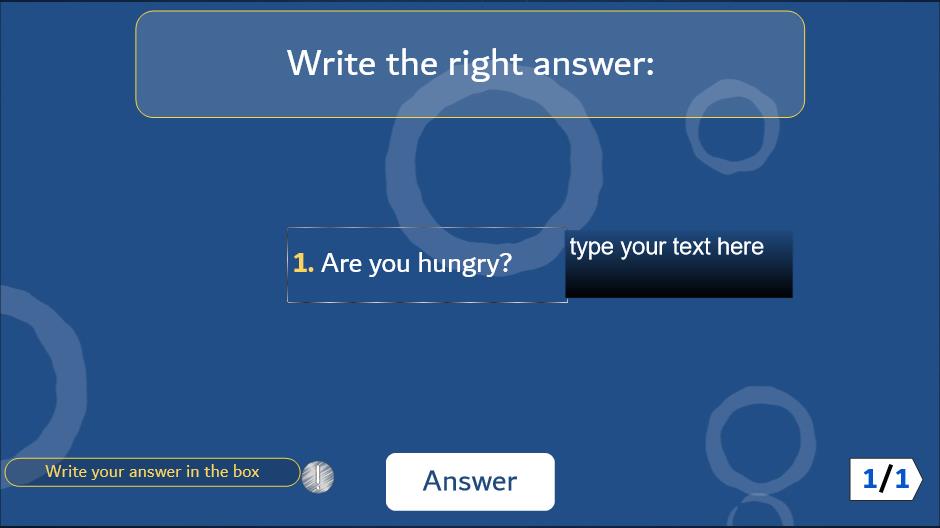 Write the right answer:
1. Are you hungry?
type your text here
Write your answer in the box
!
Answer
1/1